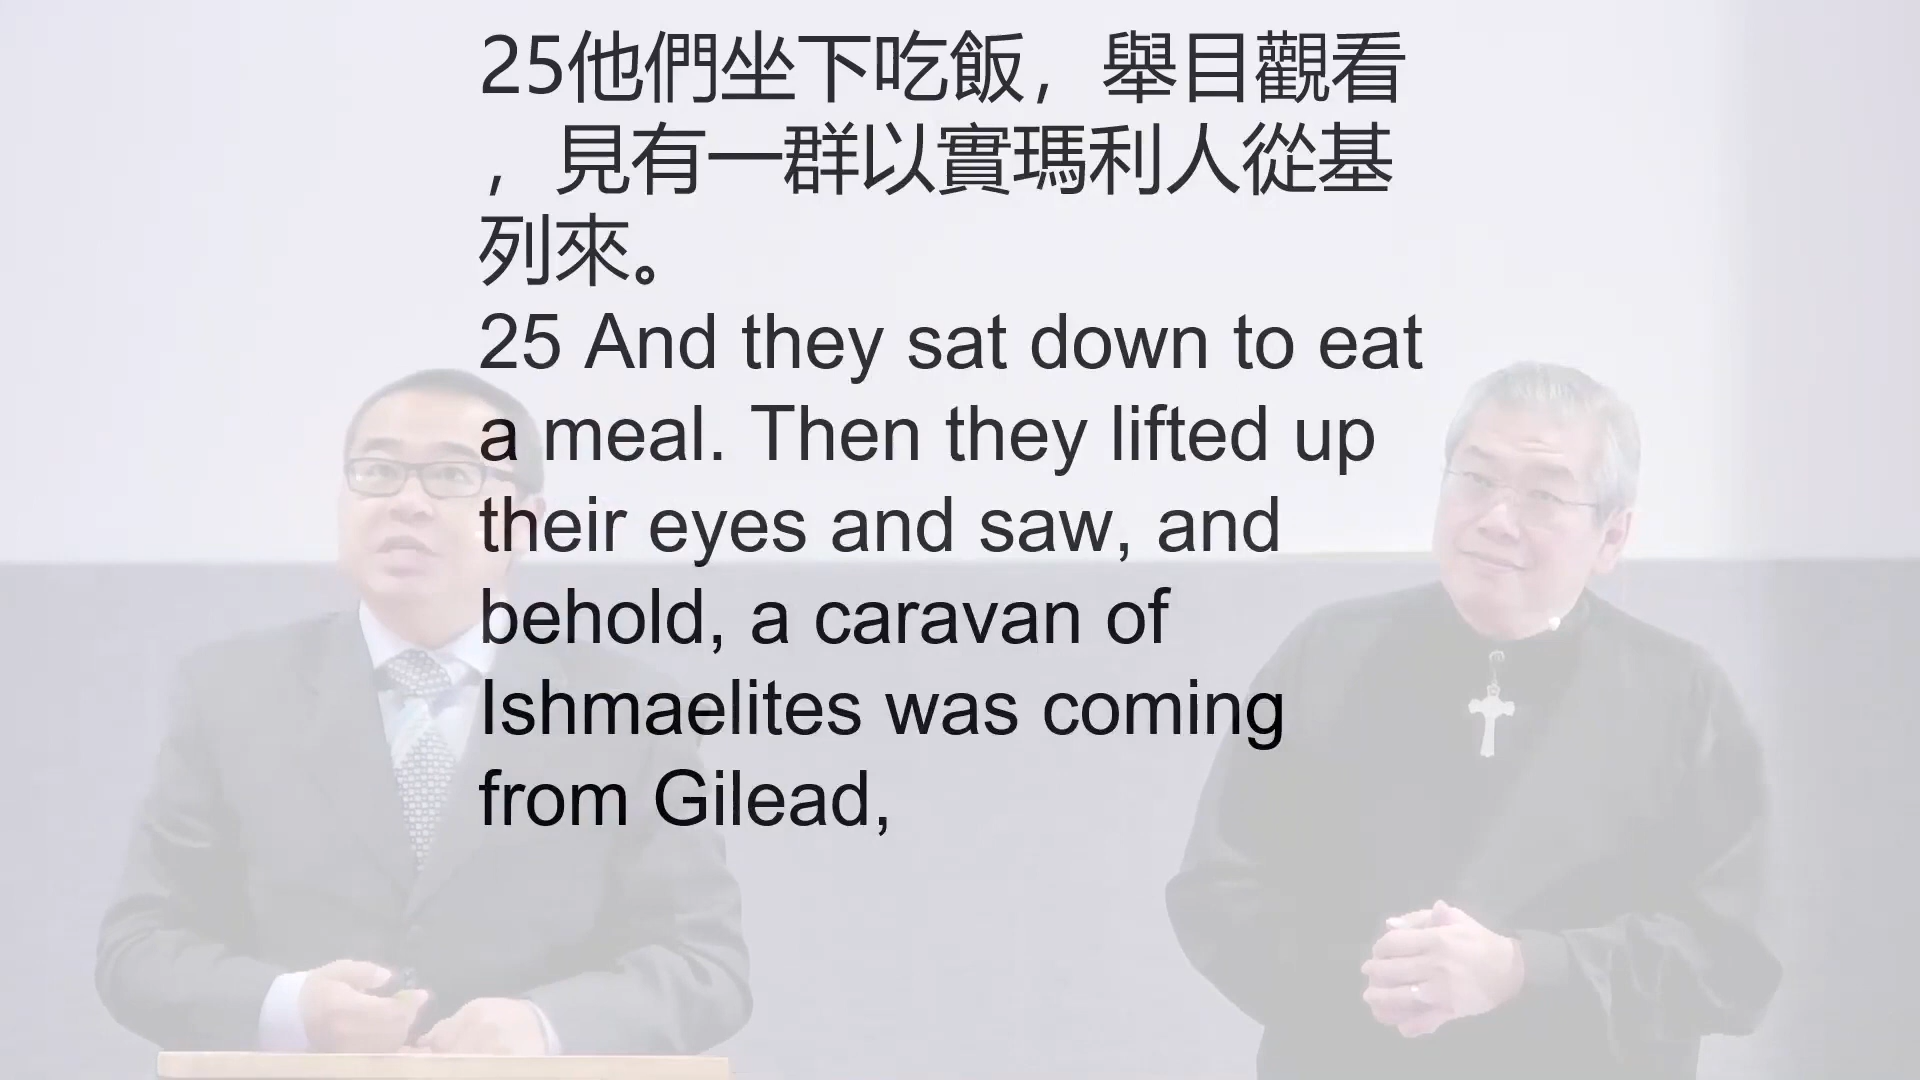 25他們坐下吃飯，舉目觀看
，見有一群以實瑪利人從基
列來。
25 And they sat down to eat
a meal. Then they lifted up
their eyes and saw, and
behold, a caravan of
Ishmaelites was coming
from Gilead,